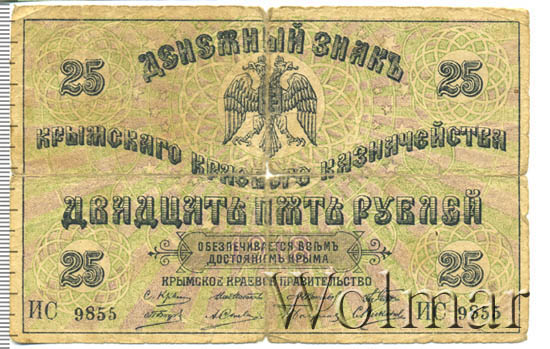 ДЕНЕЖНЫЙ ЗНАКЪ
25 25
КРЫМСКАГО КРАЕВОГО КАЗНАЧЕЙСТВА
ДВАДЦАТЬ ПЯТЬ РУБЛЕЙ
ОБЕЗПЕЧИВАЕТСЯ ВСѢМЪ
ДОСТОЯНІЕМЪ КРЫМА
25 25
КРЫМСКОЕ КРАЕВОЕ ПРАВИТЕЛЬСТВО
ИС 9855 ИС 9855
Wolmar